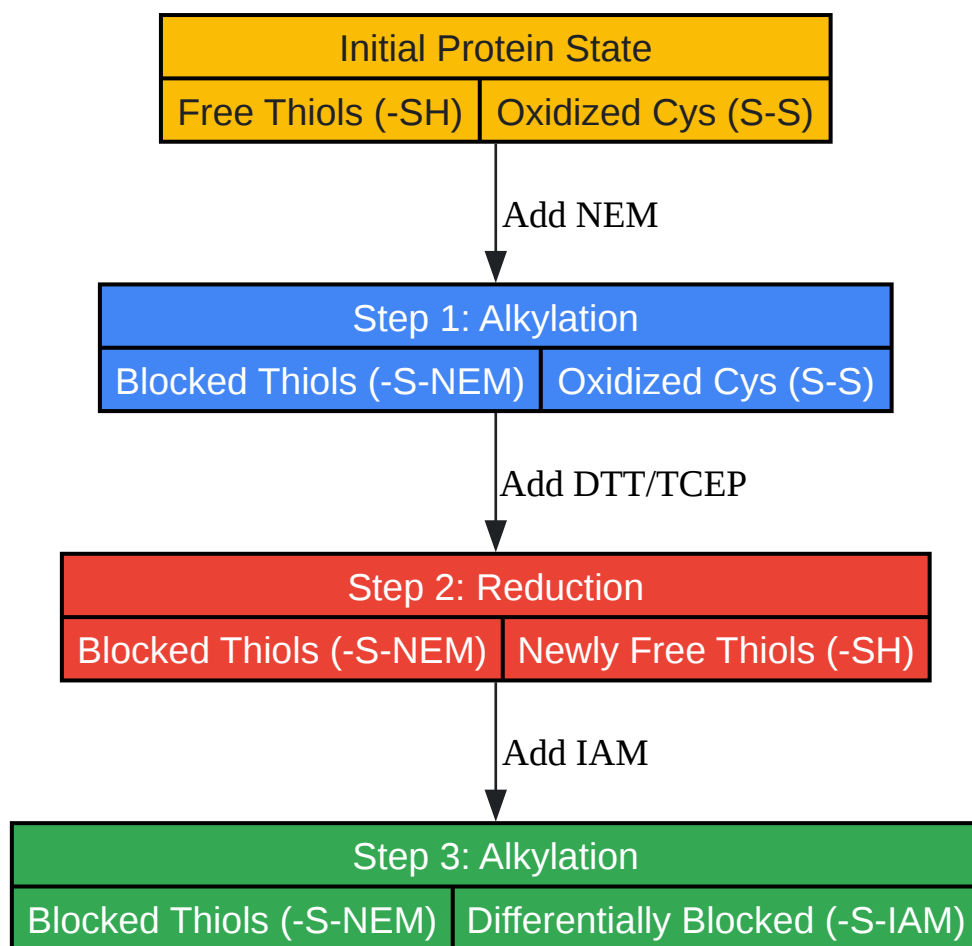 Initial Protein State
Free Thiols (-SH) Oxidized Cys (S-S)
Add NEM
Step 1: Alkylation
Blocked Thiols (-S-NEM) Oxidized Cys (S-S)
Add DTT/TCEP
Step 2: Reduction
Blocked Thiols (-S-NEM) Newly Free Thiols (-SH)
Add IAM
Step 3: Alkylation
Blocked Thiols (-S-NEM) Differentially Blocked (-S-IAM)